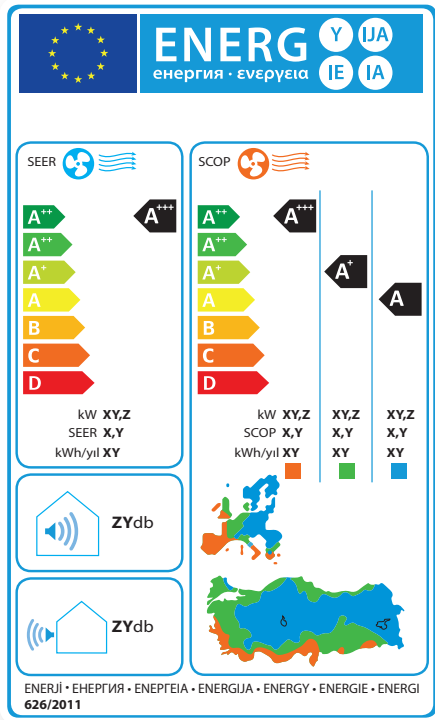 ENERG Y IJA
енергия · ενεργεια IE IA
SEER
A++ A+++
A++
A+
A
B
C
D
kW XY,Z
SEER X,Y
kWh/yıl XY
SCOP
A++ A+++
A++
A+ A+
A A
B
C
D
kW XY,Z XY,Z XY,Z
SCOP X,Y X,Y X,Y
kWh/yıl XY XY XY
ZYdb
ZYdb
ENERJİ · ЕНЕРГИЯ · ΕΝΕΡΓΕΙΑ · ENERGIJA · ENERGY · ENERGIE · ENERGI
626/2011